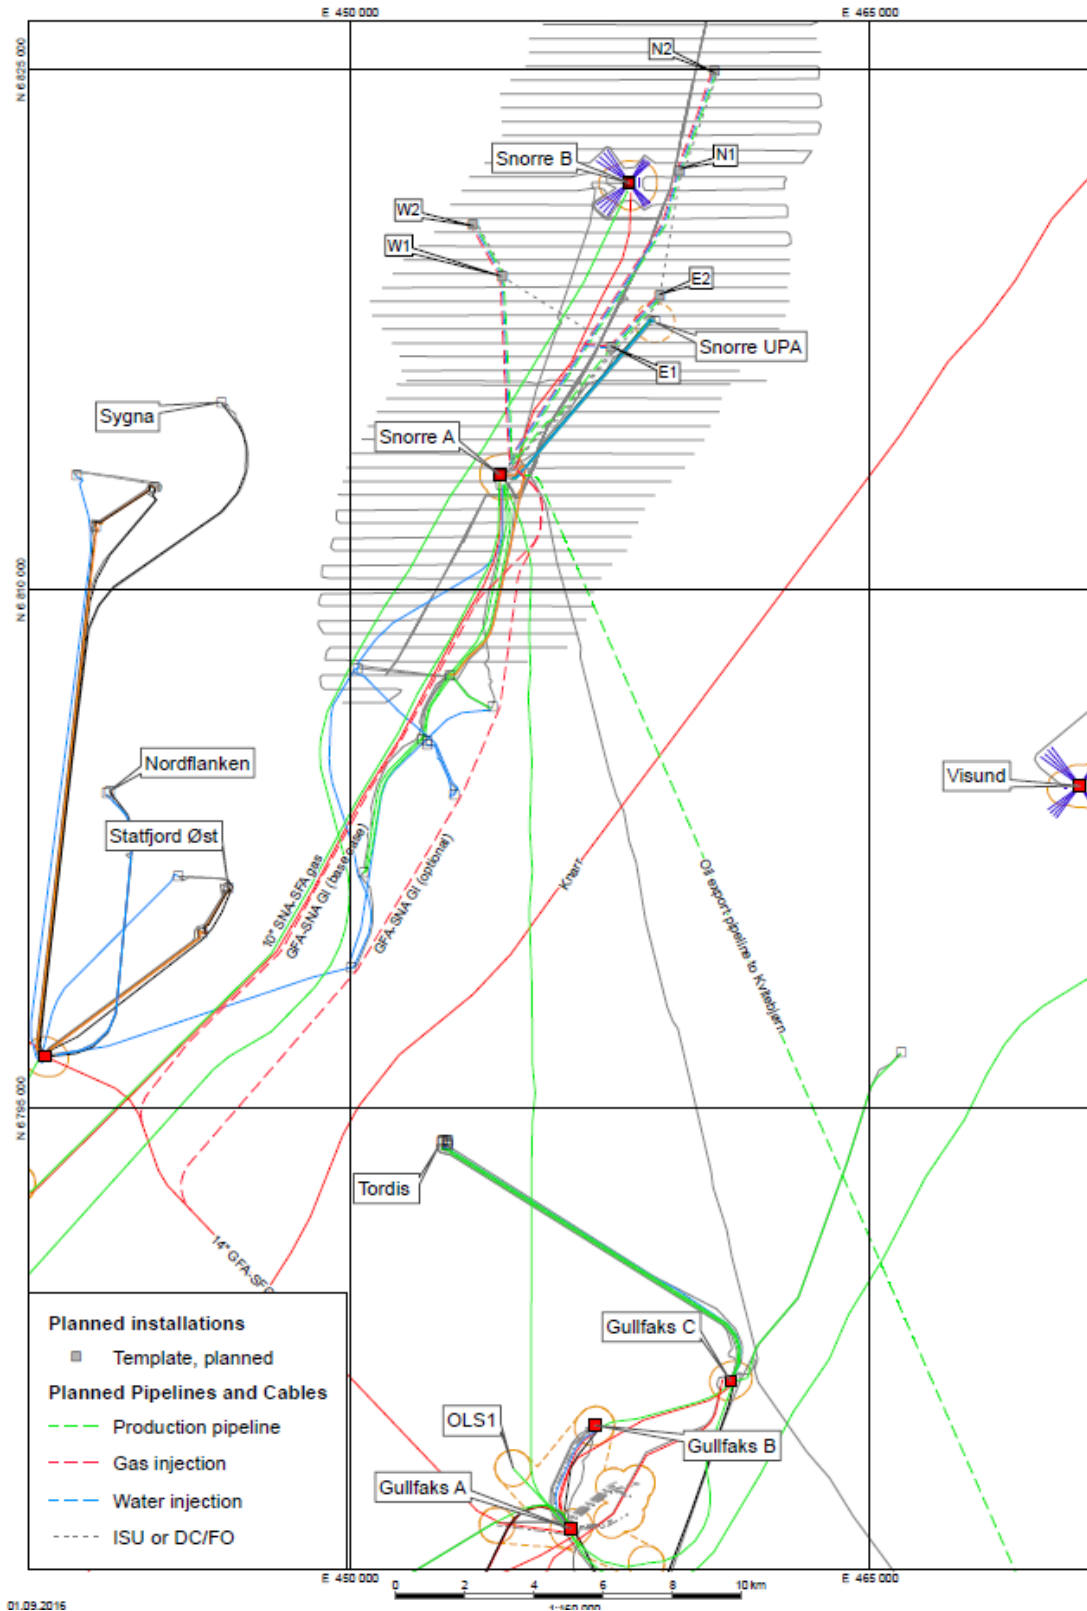 E 450 000
E 465 000
N 6 825 000
N2
Snorre B
N1
W2
W1
E2
Snorre UPA
E1
Sygna
Snorre A
N 6 810 000
Nordflanken
Visund
Statfjord Øst
10" SNA-SFA gas
GFA-SNA GI (base case)
GFA-SNA GI (optional)
Knarr
Oil export pipeline to Kvitebjørn
N 6 795 000
Tordis
14" GFA-SFC
Planned installations
Template, planned
Planned Pipelines and Cables
Production pipeline
Gas injection
Water injection
ISU or DC/FO
Gullfaks C
OLS1
Gullfaks B
Gullfaks A
E 450 000
E 465 000
0 2 4 6 8 10 km
01.09.2016